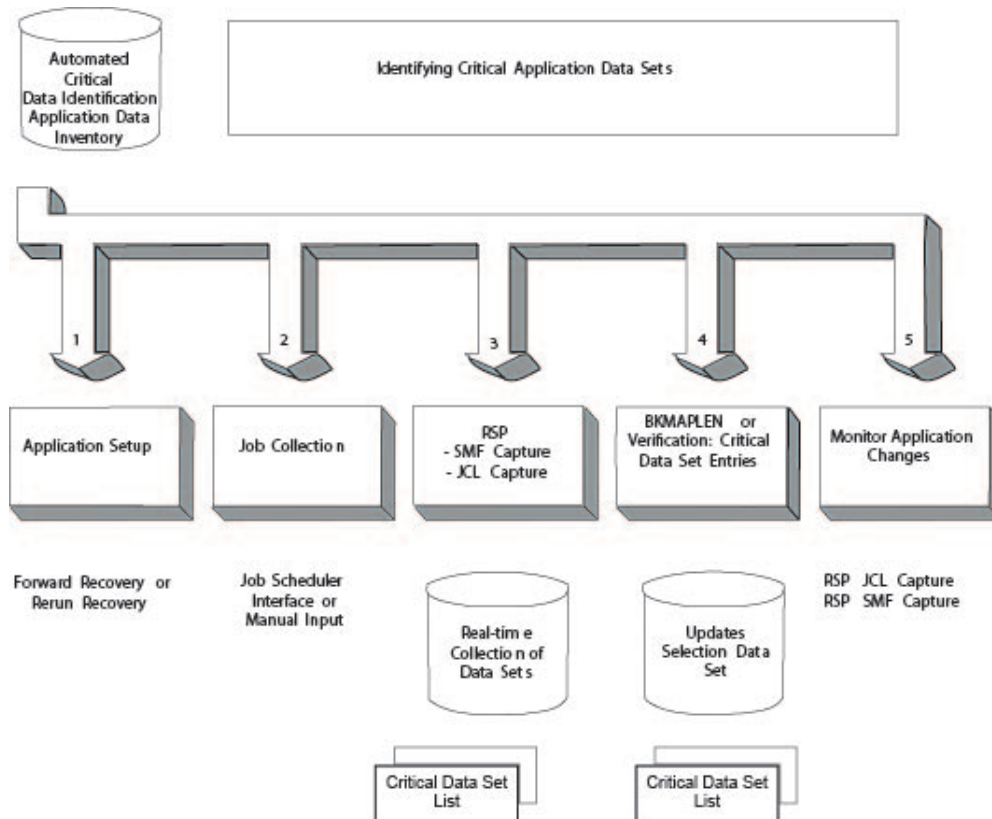 Automated
Critical
Data Identification
Application Data
Inventory
Identifying Critical Application Data Sets
1
2
3
4
5
Application Setup
Job Collection
RSP
- SMF Capture
- JCL Capture
BKMAPLEN or
Verification: Critical
Data Set Entries
Monitor Application
Changes
Forward Recovery or
Rerun Recovery
Job Scheduler
Interface or
Manual Input
Real-time
Collection of
Data Sets
Updates
Selection Data
Set
RSP JCL Capture
RSP SMF Capture
Critical Data Set
List
Critical Data Set
List